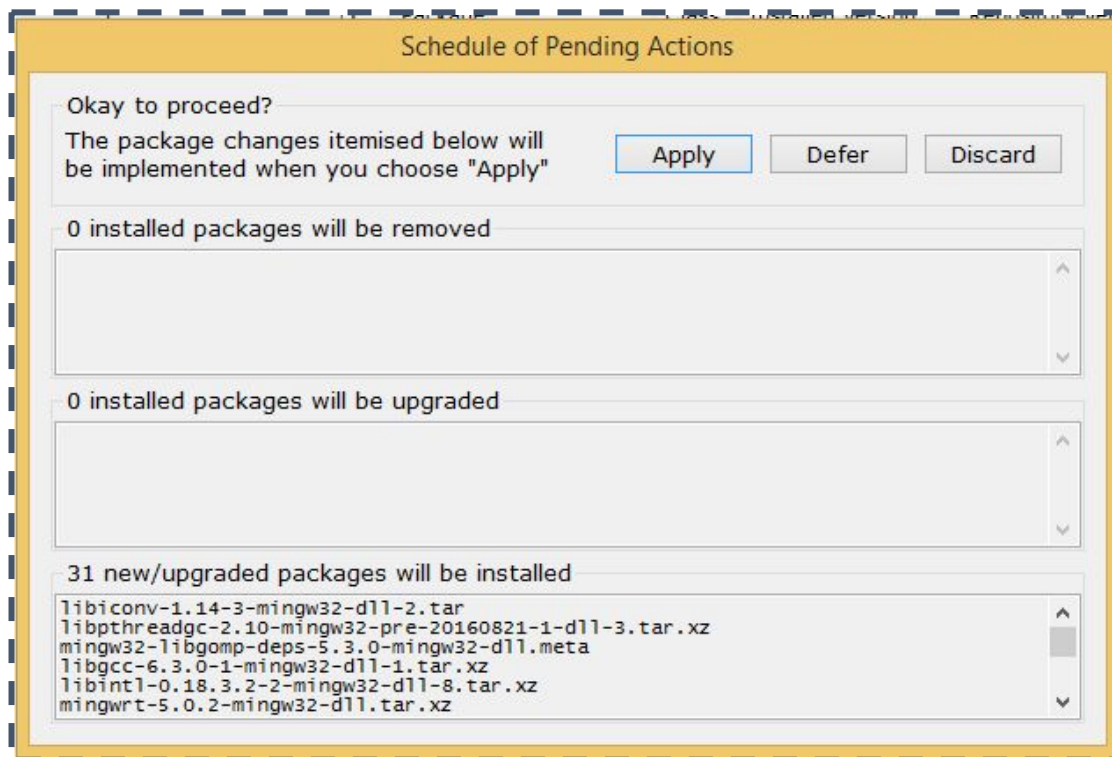 Schedule of Pending Actions
Okay to proceed?
The package changes itemised below will
be implemented when you choose "Apply"
Apply
Defer
Discard
0 installed packages will be removed
0 installed packages will be upgraded
31 new/upgraded packages will be installed
libiconv-1.14-3-mingw32-dll-2.tar
libpthreadgc-2.10-mingw32-pre-20160821-1-dll-3.tar.xz
mingw32-libgomp-deps-5.3.0-mingw32-dll.meta
libgcc-6.3.0-1-mingw32-dll-1.tar.xz
libintl-0.18.3.2-2-mingw32-dll-8.tar.xz
mingwrt-5.0.2-mingw32-dll.tar.xz